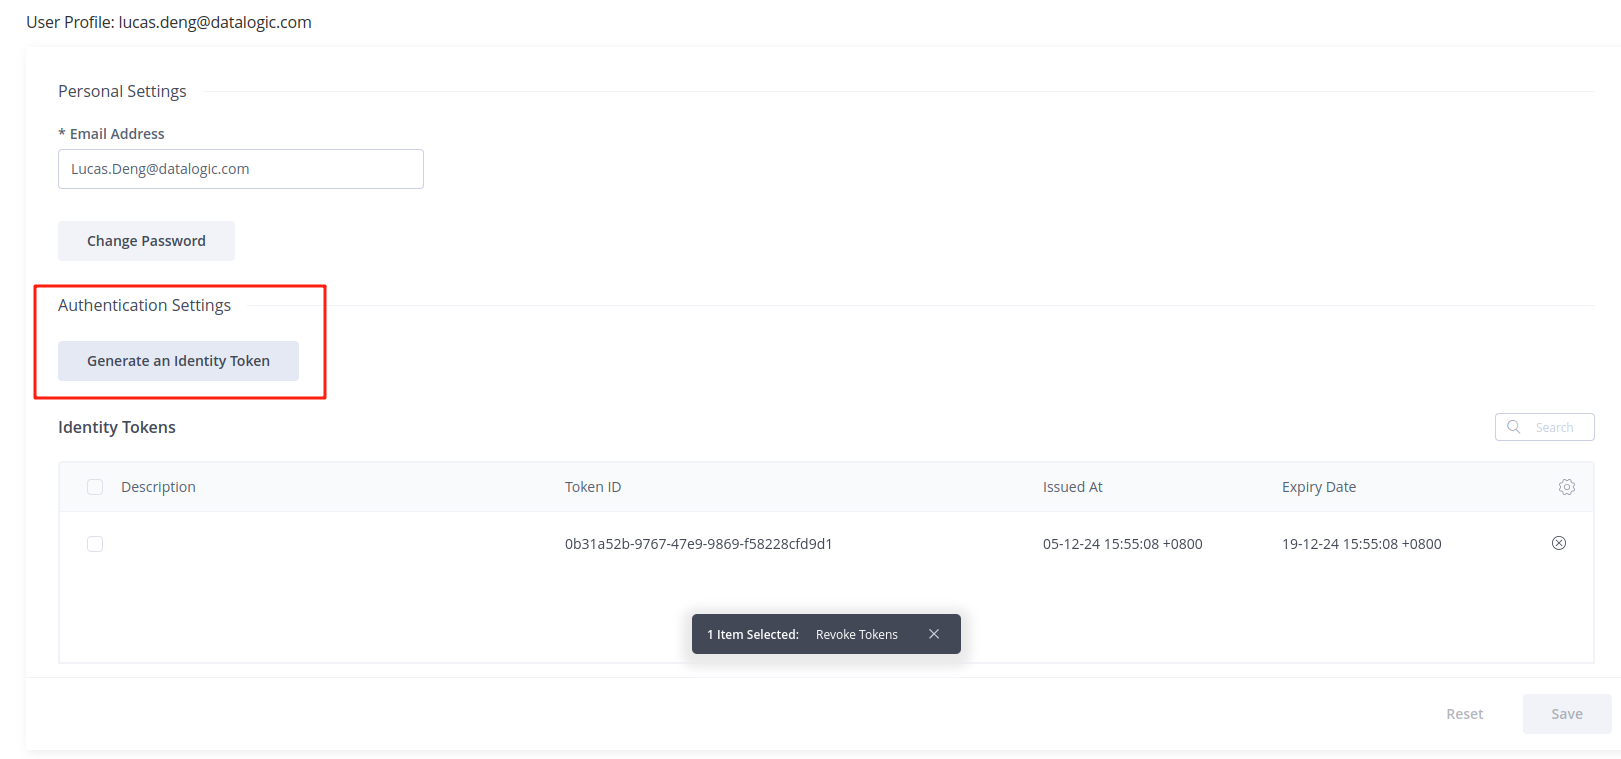 User Profile: lucas.deng@datalogic.com
Personal Settings
* Email Address
Lucas.Deng@datalogic.com
Change Password
Authentication Settings
Generate an Identity Token
Identity Tokens
Search
Description Token ID Issued At Expiry Date
0b31a52b-9767-47e9-9869-f58228cfd9d1 05-12-24 15:55:08 +0800 19-12-24 15:55:08 +0800
1 Item Selected: Revoke Tokens
Reset Save